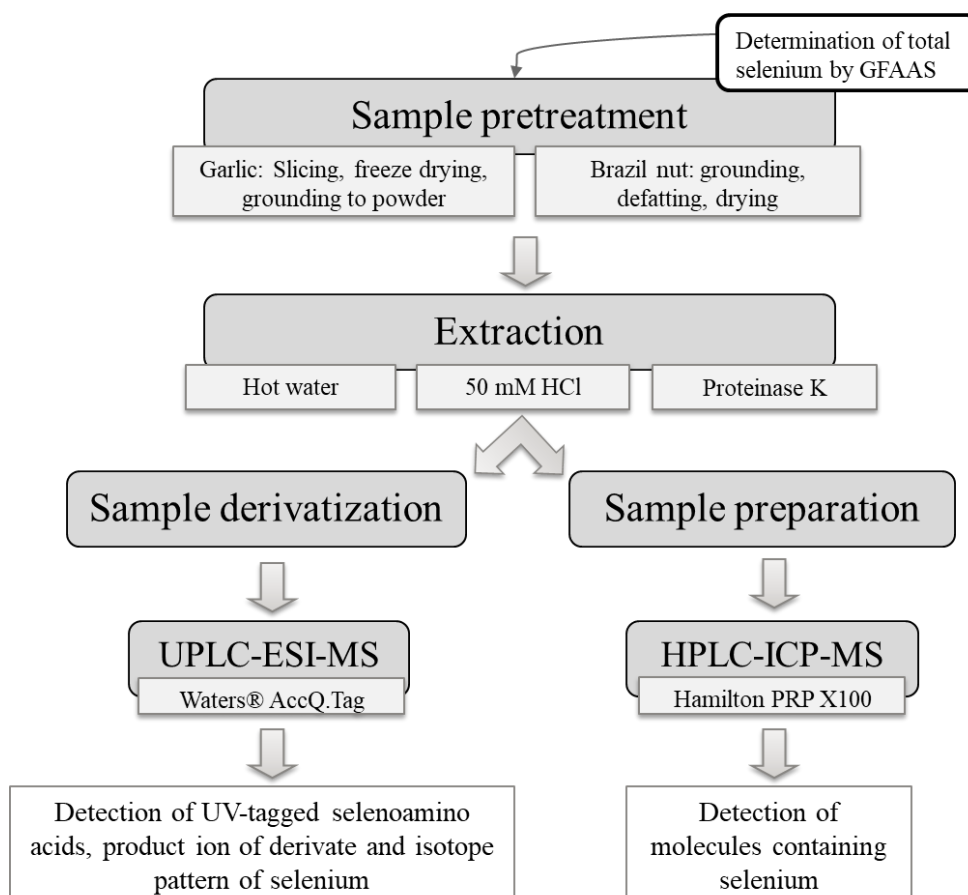 Determination of total
selenium by GFAAS
Sample pretreatment
Garlic: Slicing, freeze drying,
grounding to powder
Brazil nut: grounding,
defatting, drying
Extraction
Hot water
50 mM HCl
Proteinase K
Sample derivatization
Sample preparation
UPLC-ESI-MS
Waters® AccQ.Tag
HPLC-ICP-MS
Hamilton PRP X100
Detection of UV-tagged selenoamino
acids, product ion of derivate and isotope
pattern of selenium
Detection of
molecules containing
selenium